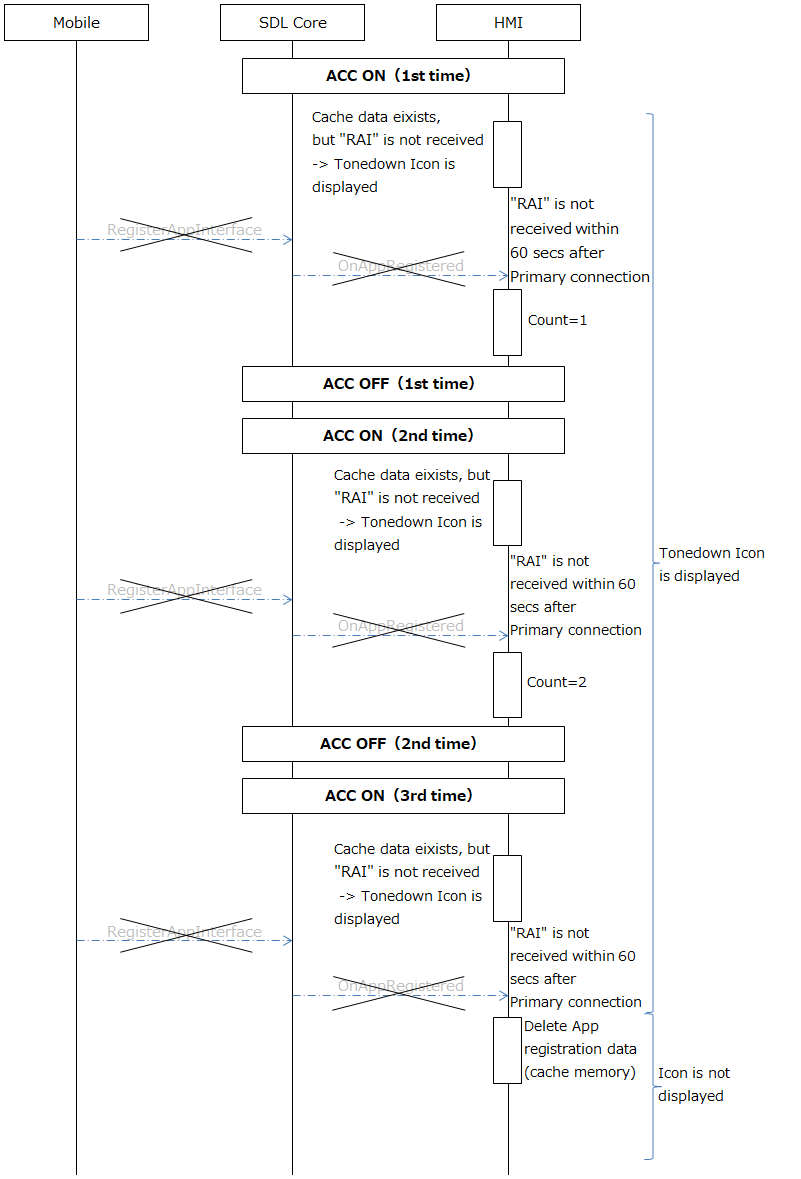 Mobile
SDL Core
HMI
ACC ON（1st time）
Cache data eixists,
but "RAI" is not received
-> Tonedown Icon is
displayed
"RAI" is not
received within
60 secs after
Primary connection
RegisterAppInterface
OnAppRegistered
Count=1
ACC OFF（1st time）
ACC ON（2nd time）
Cache data eixists, but
"RAI" is not received
-> Tonedown Icon is
displayed
Tonedown Icon
is displayed
"RAI" is not
received within 60
secs after
Primary connection
RegisterAppInterface
OnAppRegistered
Count=2
ACC OFF（2nd time）
ACC ON（3rd time）
Cache data eixists, but
"RAI" is not received
-> Tonedown Icon is
displayed
"RAI" is not
received within 60
secs after
Primary connection
RegisterAppInterface
OnAppRegistered
Delete App
registration data
(cache memory)
Icon is not
displayed